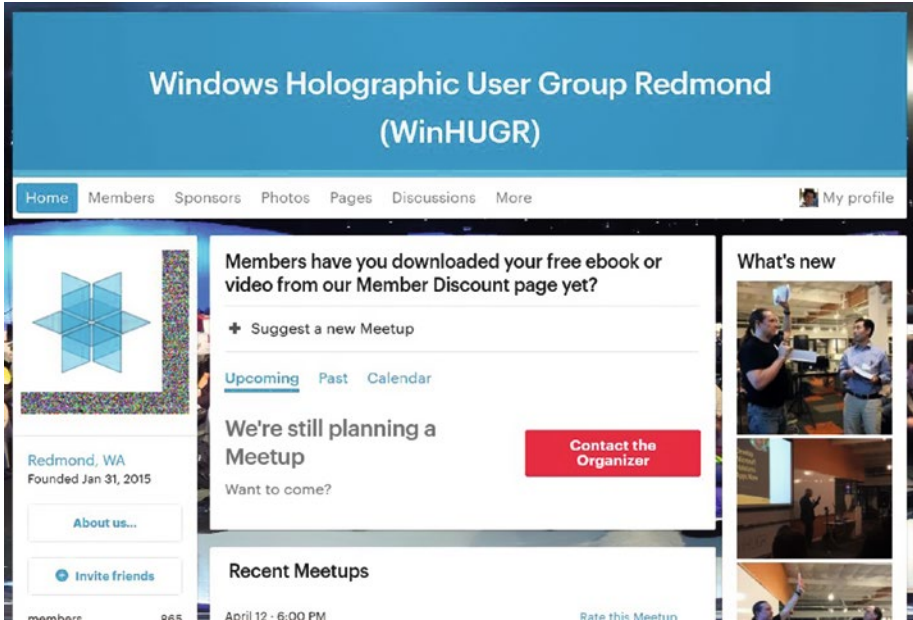 Windows Holographic User Group Redmond
(WinHUGR)
Home Members Sponsors Photos Pages Discussions More My profile
Redmond, WA
Founded Jan 31, 2015
About us...
Invite friends
members 865
Members have you downloaded your free ebook or
video from our Member Discount page yet?
+ Suggest a new Meetup
Upcoming Past Calendar
We're still planning a
Meetup
Want to come?
Contact the
Organizer
Recent Meetups
April 12 · 6:00 PM
Rate this Meetup
What's new